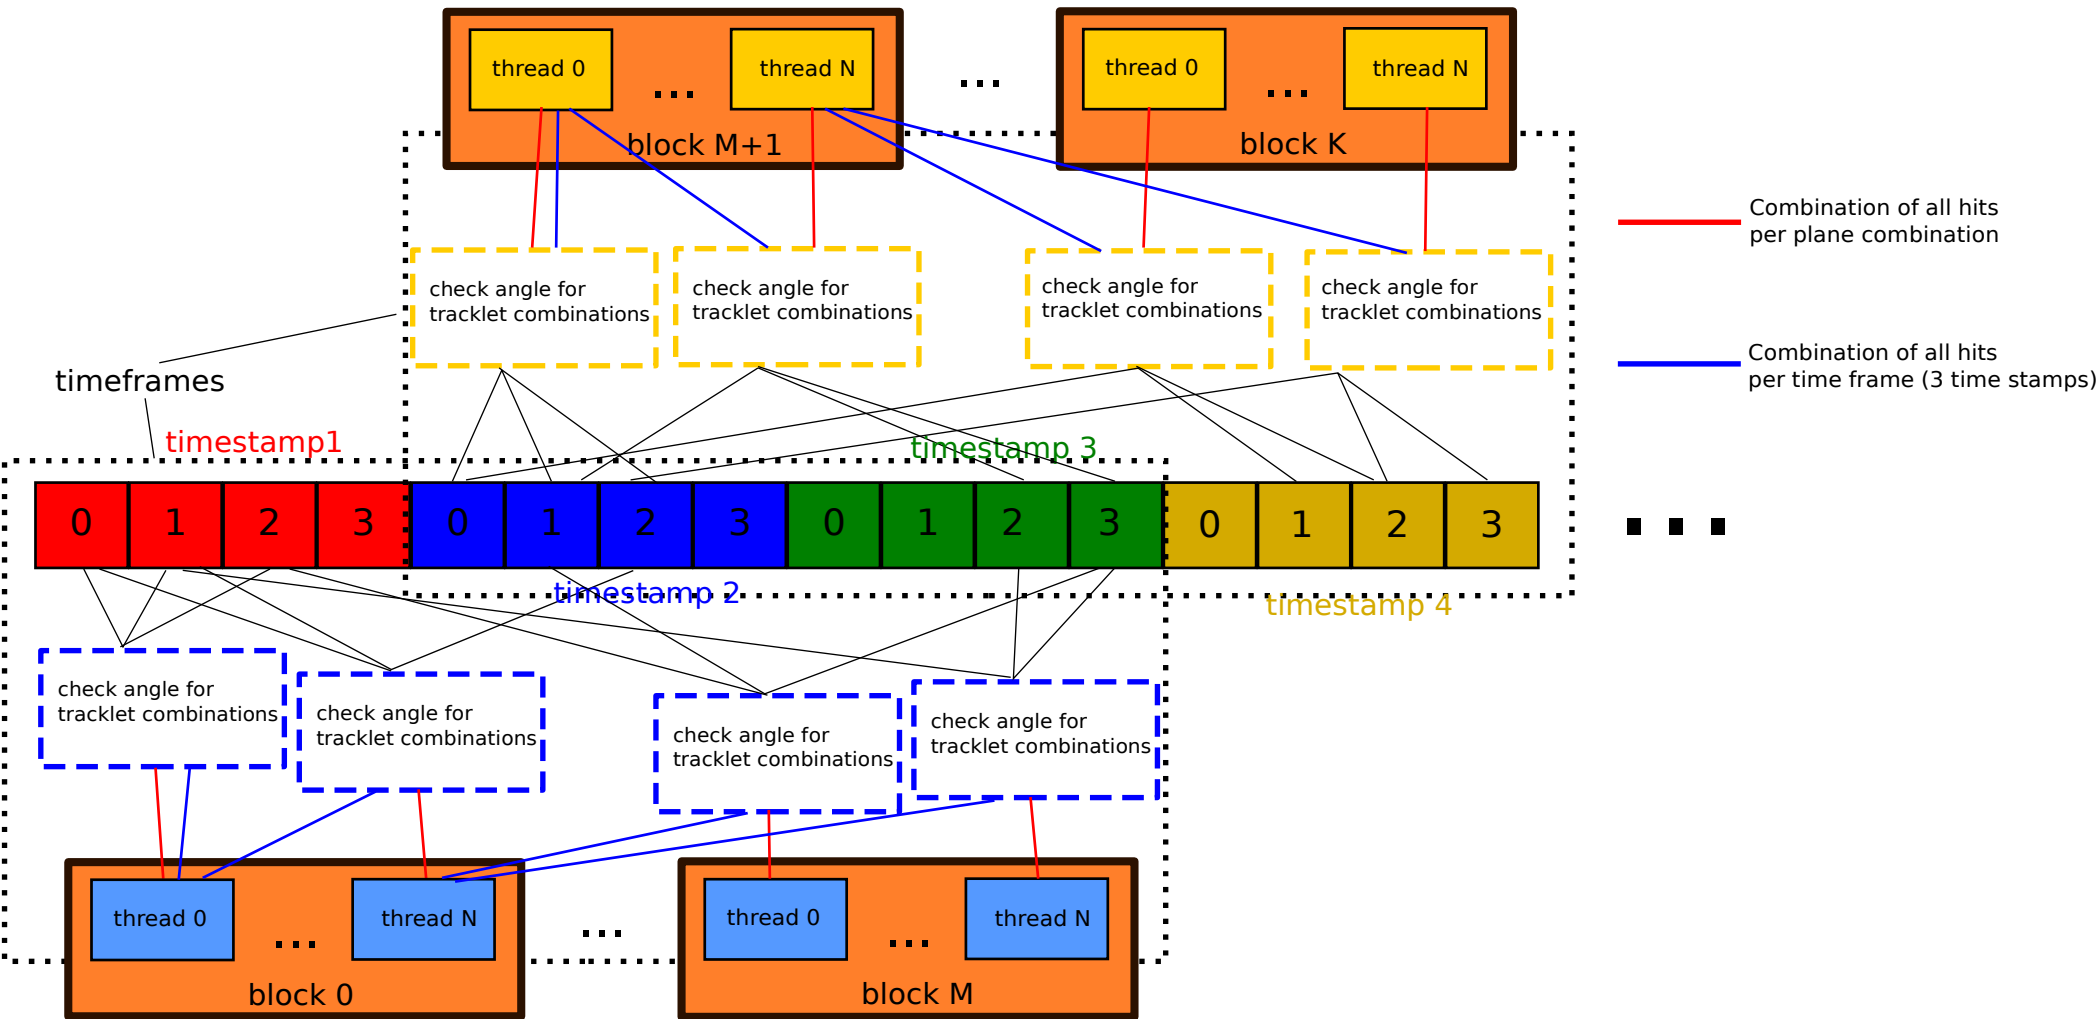 thread 0
...
thread N
block M+1
...
thread 0
...
thread N
block K
Combination of all hits
per plane combination
check angle for
tracklet combinations
check angle for
tracklet combinations
check angle for
tracklet combinations
check angle for
tracklet combinations
Combination of all hits
per time frame (3 time stamps)
timeframes
timestamp1
timestamp 3
0 1 2 3 0 1 2 3 0 1 2 3 0 1 2 3
...
timestamp 2
timestamp 4
check angle for
tracklet combinations
check angle for
tracklet combinations
check angle for
tracklet combinations
check angle for
tracklet combinations
thread 0
...
thread N
block 0
...
thread 0
...
thread N
block M